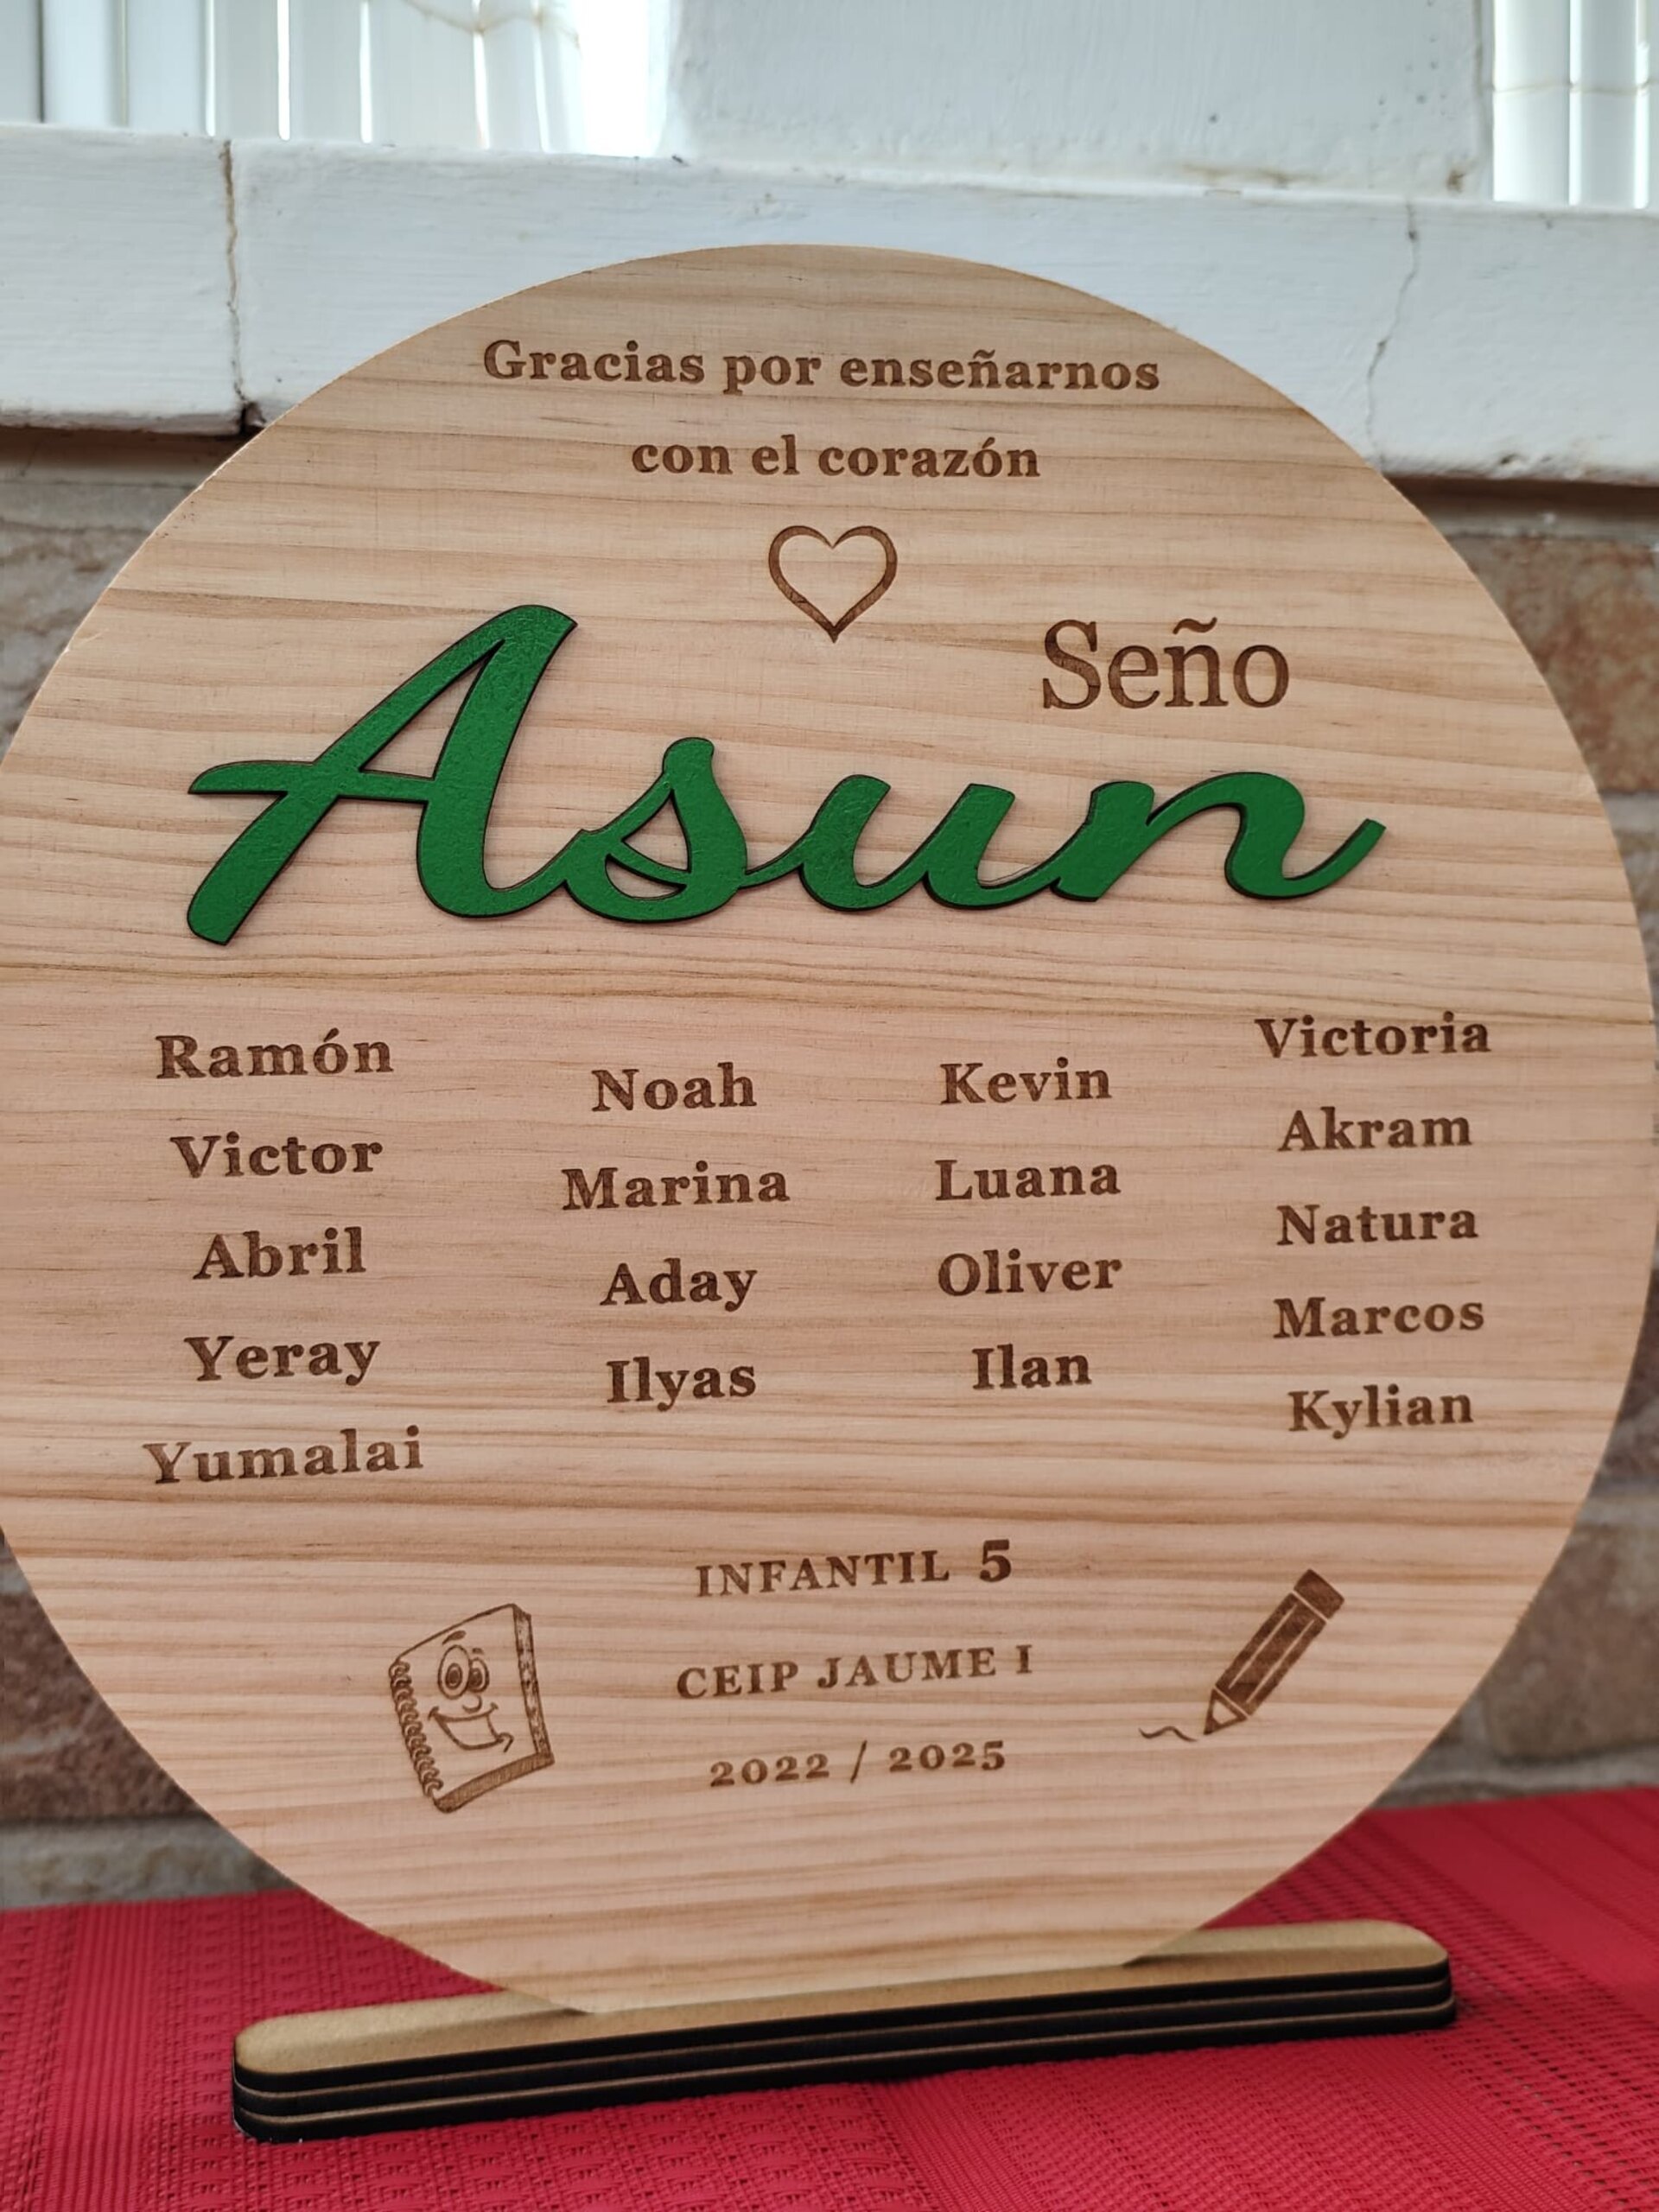 Gracias por enseñarnos
con el corazón
Seño
Asun
Ramón
Victor
Abril
Yeray
Yumalai
Noah
Marina
Aday
Ilyas
Kevin
Luana
Oliver
Ilan
Victoria
Akram
Natura
Marcos
Kylian
INFANTIL 5
CEIP JAUME I
2022 / 2025